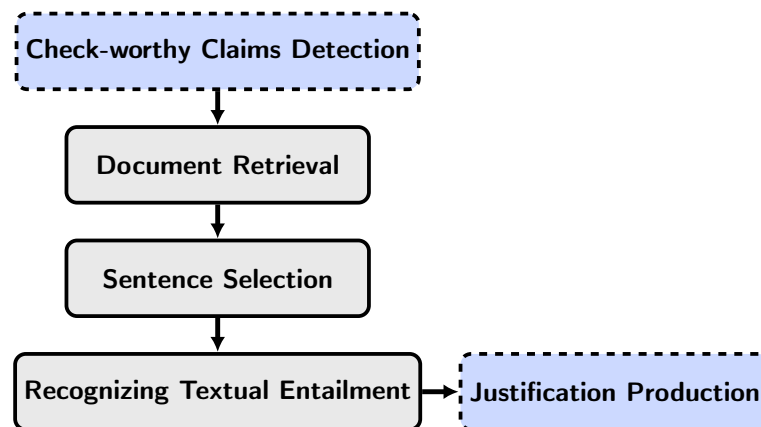 Check-worthy Claims Detection
Document Retrieval
Sentence Selection
Recognizing Textual Entailment
Justification Production